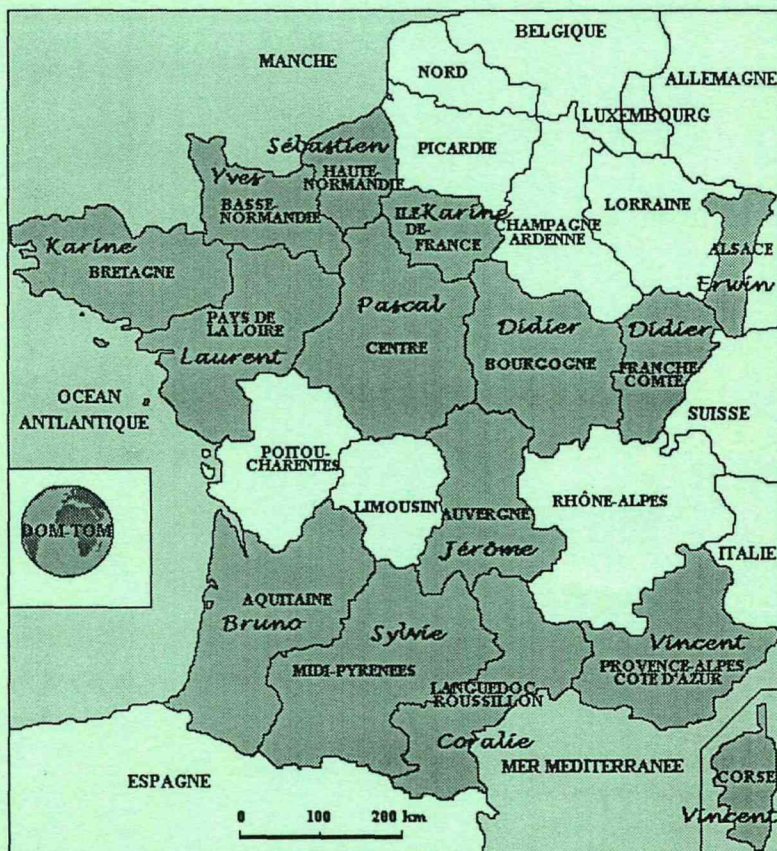 BELGIQUE
MANCHE
NORD
ALLEMAGNE
LUXEMBOURG
Sébastien
PICARDIE
Yves
HAUTE-
NORMANDIE
BASSE-
NORMANDIE
ILE Karine
DE-
FRANCE
CHAMPAGNE
ARDENNE
LORRAINE
ALSACE
Erwin
Karine
BRETAGNE
PAYS DE
LA LOIRE
Laurent
Pascal
CENTRE
Didier
BOURGOGNE
Didier
FRANCHE
COMTÉ
OCEAN
ANTLANTIQUE
SUISSE
POITOU-
CHARENTES
LIMOUSIN
AUVERGNE
Jérôme
RHÔNE-ALPES
DOM-TOM
ITALIE
AQUITAINE
Bruno
Sylvie
MIDI-PYRENEES
Vincent
PROVENCE-ALPES
COTE D'AZUR
LANGUEDOC-
ROUSSILLON
Coralie
MER MEDITERRANEE
ESPAGNE
CORSE
Vincent
0 100 200 km